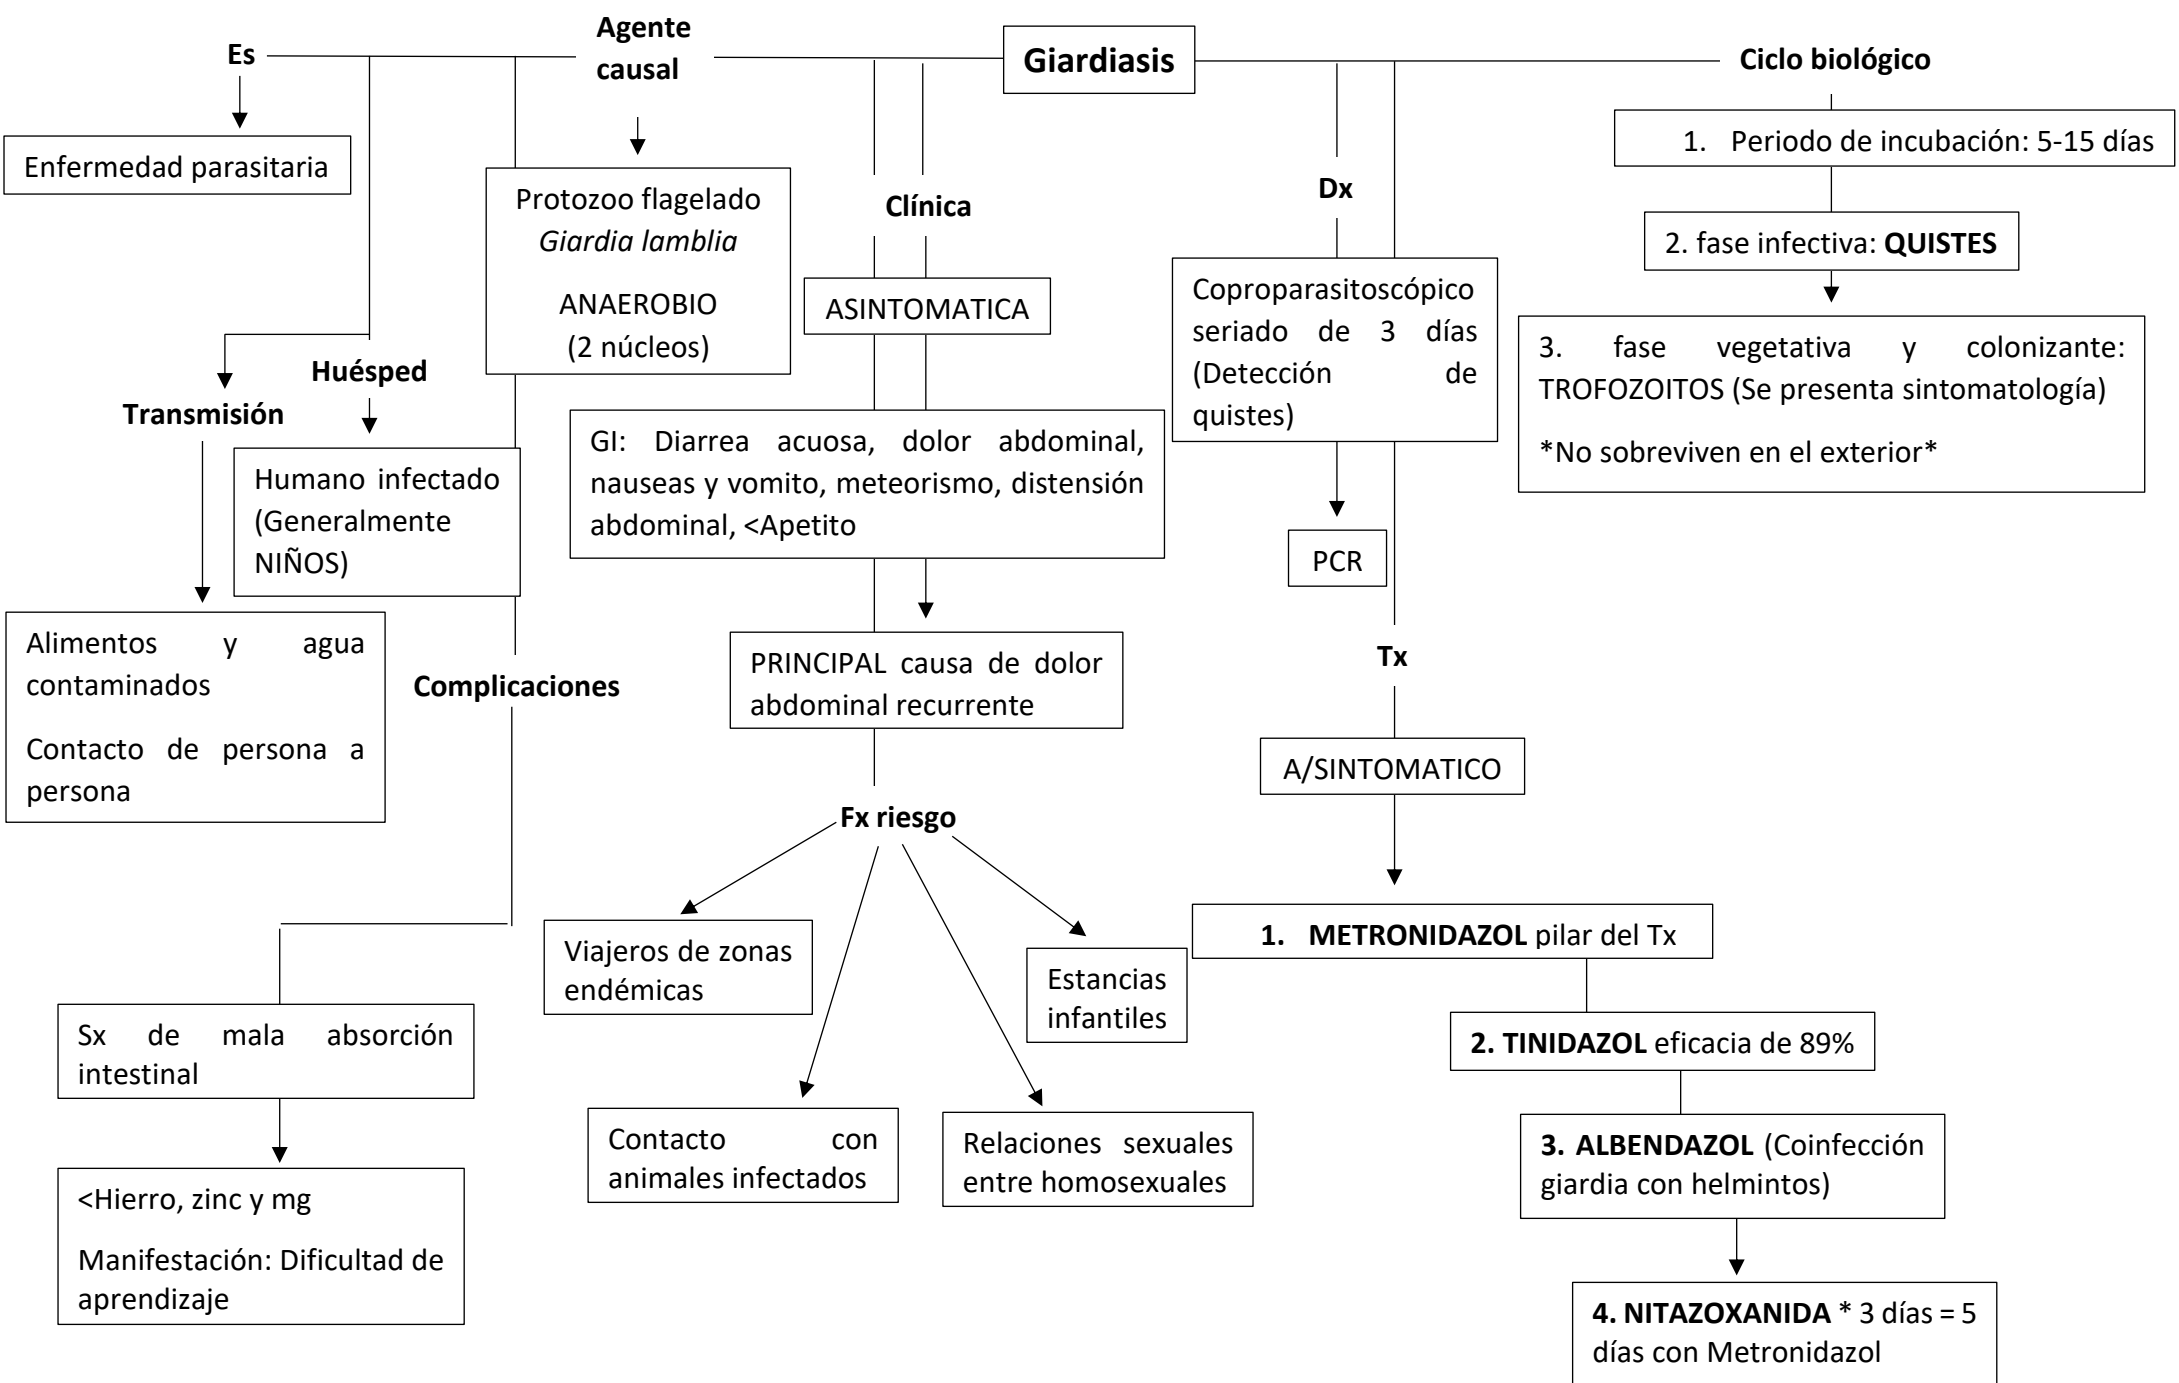 Giardiasis
Es
Enfermedad parasitaria
Transmisión
Alimentos y agua
contaminados
Contacto de persona a
persona
Huésped
Humano infectado
(Generalmente
NIÑOS)
Agente
causal
Protozoo flagelado
Giardia lamblia
ANAEROBIO
(2 núcleos)
Complicaciones
Sx de mala absorción
intestinal
<Hierro, zinc y mg
Manifestación: Dificultad de
aprendizaje
Clínica
ASINTOMATICA
GI: Diarrea acuosa, dolor abdominal,
nauseas y vomito, meteorismo, distensión
abdominal, <Apetito
PRINCIPAL causa de dolor
abdominal recurrente
Fx riesgo
Viajeros de zonas
endémicas
Contacto con
animales infectados
Relaciones sexuales
entre homosexuales
Estancias
infantiles
Dx
Coproparasitoscópico
seriado de 3 días
(Detección de
quistes)
PCR
Tx
A/SINTOMATICO
1. METRONIDAZOL pilar del Tx
2. TINIDAZOL eficacia de 89%
3. ALBENDAZOL (Coinfección
giardia con helmintos)
4. NITAZOXANIDA * 3 días = 5
días con Metronidazol
Ciclo biológico
1. Periodo de incubación: 5-15 días
2. fase infectiva: QUISTES
3. fase vegetativa y colonizante:
TROFOZOITOS (Se presenta sintomatología)
*No sobreviven en el exterior*